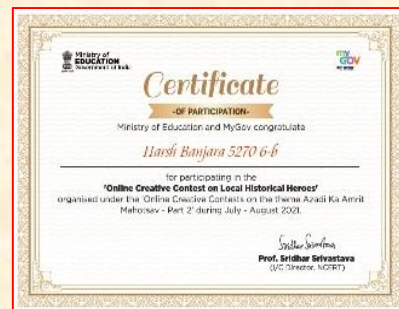 Ministry of
EDUCATION
Government of India
my
GOV
Certificate
-OF PARTICIPATION-
Ministry of Education and MyGov congratulate
Harsh Banjara 5270 6-b
for participating in the
'Online Creative Contest on Local Historical Heroes'
organised under the 'Online Creative Contests on the theme Azadi Ka Amrit
Mahotsav - Part 2' during July - August 2021.
Prof. Sridhar Srivastava
(I/C Director, NCERT)